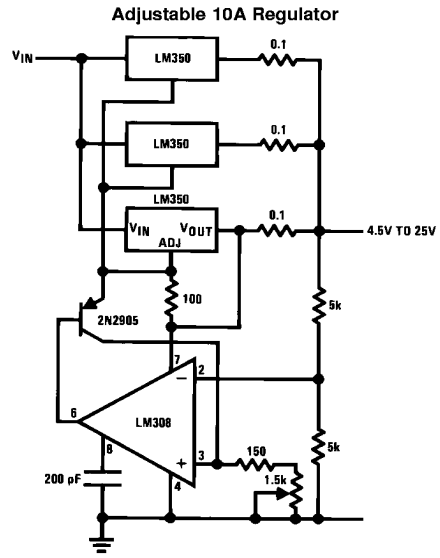 Adjustable 10A Regulator
VIN
LM350
0.1
LM350
0.1
LM350
VIN
VOUT
ADJ
0.1
4.5V TO 25V
100
5k
2N2905
7
2
6
LM308
8
3
150
5k
4
1.5k
200 pF